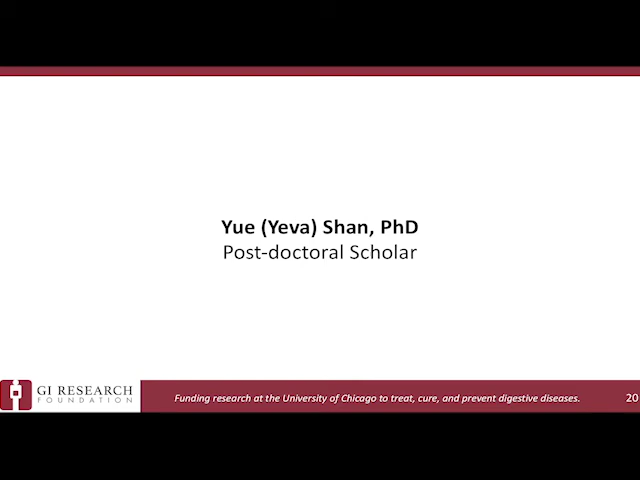 Yue (Yeva) Shan, PhD
Post-doctoral Scholar
GI RESEARCH
FOUNDATION
Funding research at the University of Chicago to treat, cure, and prevent digestive diseases.
20